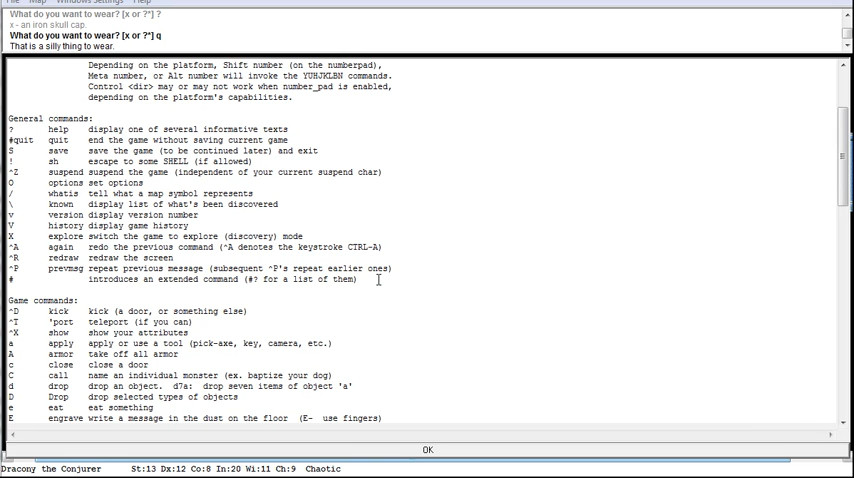 File Map Windows Settings Help
What do you want to wear? [x or ?*] ?
x - an iron skull cap.
What do you want to wear? [x or ?*] q
That is a silly thing to wear.
Depending on the platform, Shift number (on the numberpad),
Meta number, or Alt number will invoke the YUHJKLBN commands.
Control <dir> may or may not work when number_pad is enabled,
depending on the platform's capabilities.
General commands:
? help display one of several informative texts
#quit quit end the game without saving current game
S save save the game (to be continued later) and exit
! sh escape to some SHELL (if allowed)
^Z suspend suspend the game (independent of your current suspend char)
O options set options
/ whatis tell what a map symbol represents
\ known display list of what's been discovered
v version display version number
V history display game history
X explore switch the game to explore (discovery) mode
^A again redo the previous command (^A denotes the keystroke CTRL-A)
^R redraw redraw the screen
^P prevmsg repeat previous message (subsequent ^P's repeat earlier ones)
# introduces an extended command (#? for a list of them)
Game commands:
^D kick kick (a door, or something else)
^T 'port teleport (if you can)
^X show show your attributes
a apply apply or use a tool (pick-axe, key, camera, etc.)
A armor take off all armor
c close close a door
C call name an individual monster (ex. baptize your dog)
d drop drop an object. d7a: drop seven items of object 'a'
D Drop drop selected types of objects
e eat eat something
E engrave write a message in the dust on the floor (E- use fingers)
OK
Dracony the Conjurer St:13 Dx:12 Co:8 In:20 Wi:11 Ch:9 Chaotic